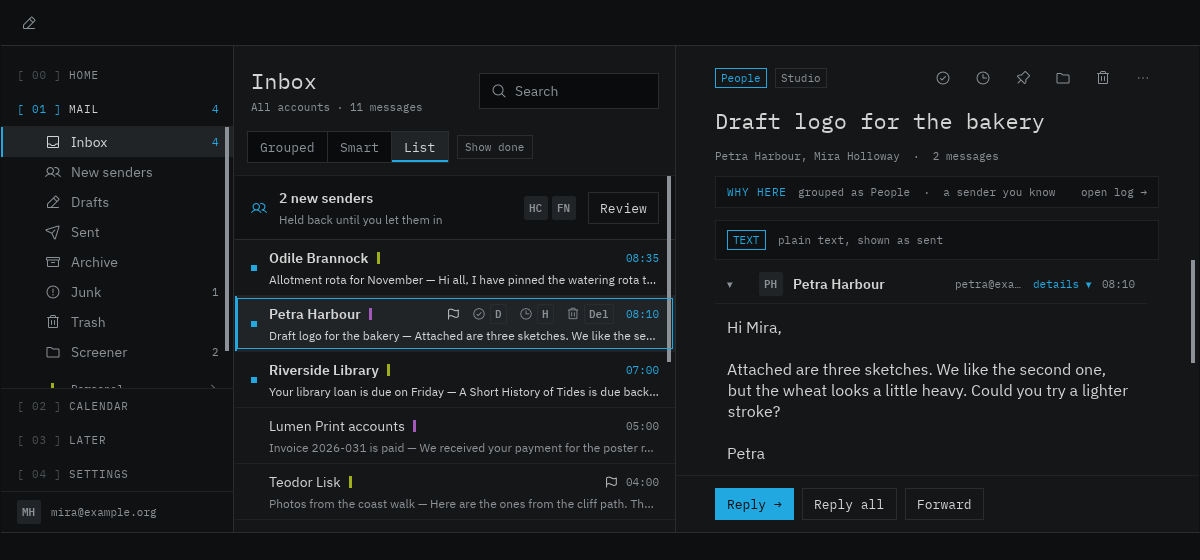 [ 00 ] HOME
[ 01 ] MAIL 4
Inbox 4
New senders
Drafts
Sent
Archive
Junk 1
Trash
Screener 2
Personal
[ 02 ] CALENDAR
[ 03 ] LATER
[ 04 ] SETTINGS
MH mira@example.org
Inbox
All accounts · 11 messages
Search
Grouped Smart List Show done
2 new senders
Held back until you let them in
HC FN Review
Odile Brannock 08:35
Allotment rota for November — Hi all, I have pinned the watering rota t…
Petra Harbour D H Del 08:10
Draft logo for the bakery — Attached are three sketches. We like the se…
Riverside Library 07:00
Your library loan is due on Friday — A Short History of Tides is due back…
Lumen Print accounts 05:00
Invoice 2026-031 is paid — We received your payment for the poster r…
Teodor Lisk 04:00
Photos from the coast walk — Here are the ones from the cliff path. Th…
People Studio
Draft logo for the bakery
Petra Harbour, Mira Holloway · 2 messages
WHY HERE grouped as People · a sender you know open log →
TEXT plain text, shown as sent
▾ PH Petra Harbour petra@exa… details ▾ 08:10
Hi Mira,
Attached are three sketches. We like the second one,
but the wheat looks a little heavy. Could you try a lighter
stroke?
Petra
Reply → Reply all Forward